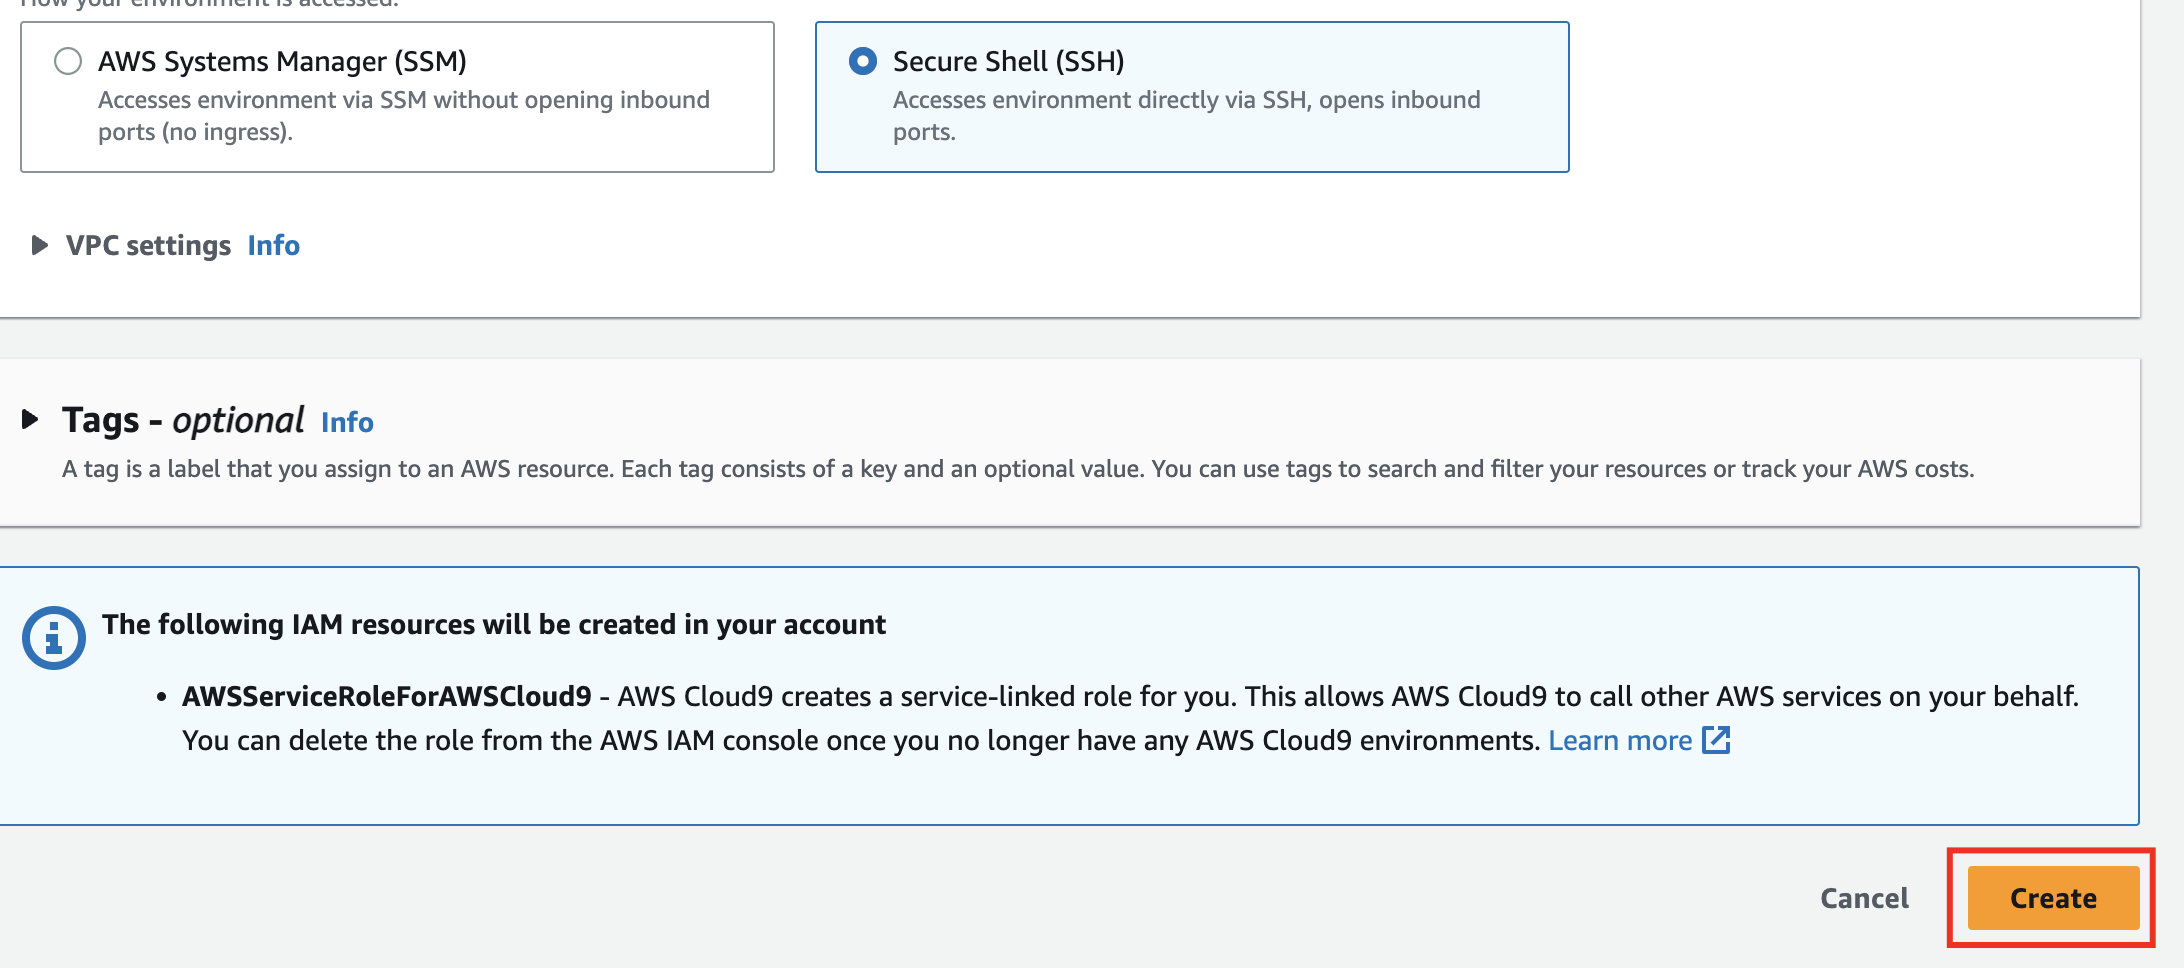 How your environment is accessed.
AWS Systems Manager (SSM)
Accesses environment via SSM without opening inbound
ports (no ingress).
Secure Shell (SSH)
Accesses environment directly via SSH, opens inbound
ports.
VPC settings Info
Tags - optional Info
A tag is a label that you assign to an AWS resource. Each tag consists of a key and an optional value. You can use tags to search and filter your resources or track your AWS costs.
The following IAM resources will be created in your account
• AWSServiceRoleForAWSCloud9 - AWS Cloud9 creates a service-linked role for you. This allows AWS Cloud9 to call other AWS services on your behalf.
You can delete the role from the AWS IAM console once you no longer have any AWS Cloud9 environments. Learn more
Cancel
Create